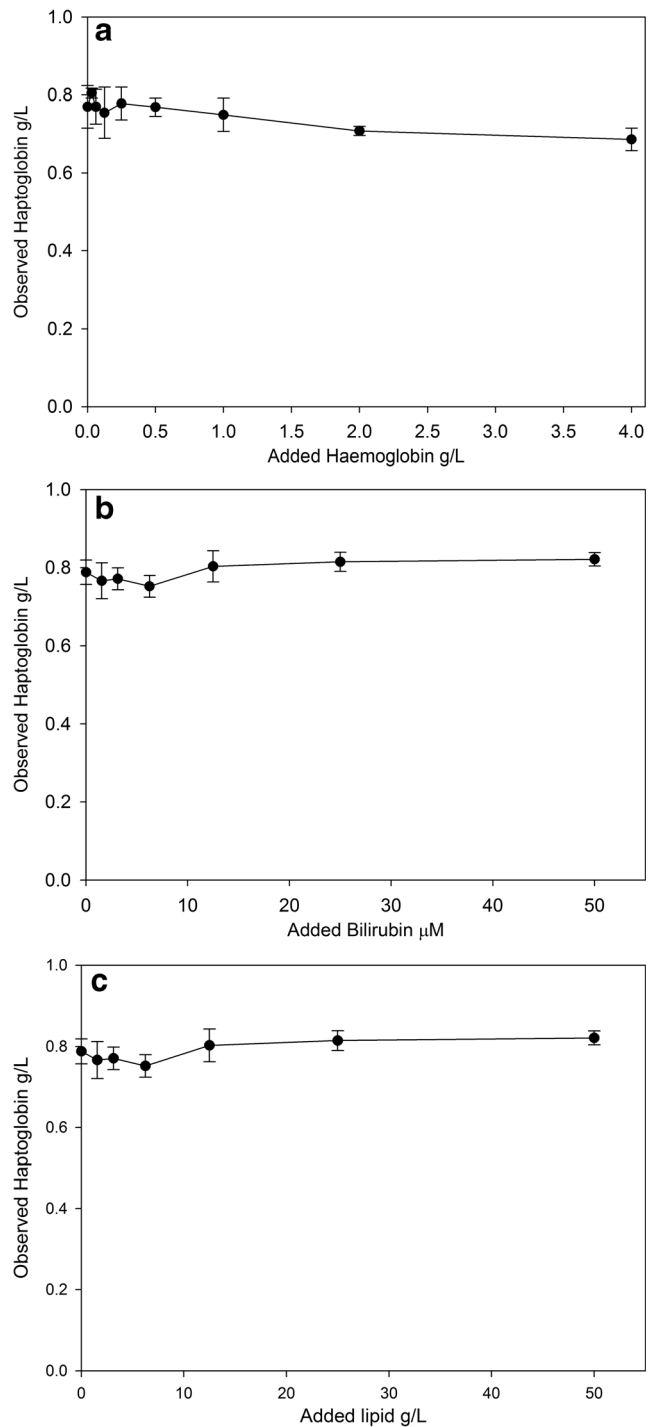 a
1.0
0.8
0.6
0.4
0.2
0.0
Observed Haptoglobin g/L
0.0 0.5 1.0 1.5 2.0 2.5 3.0 3.5 4.0
Added Haemoglobin g/L
b
1.0
0.8
0.6
0.4
0.2
0.0
Observed Haptoglobin g/L
0 10 20 30 40 50
Added Bilirubin μM
c
1.0
0.8
0.6
0.4
0.2
0.0
Observed Haptoglobin g/L
0 10 20 30 40 50
Added lipid g/L